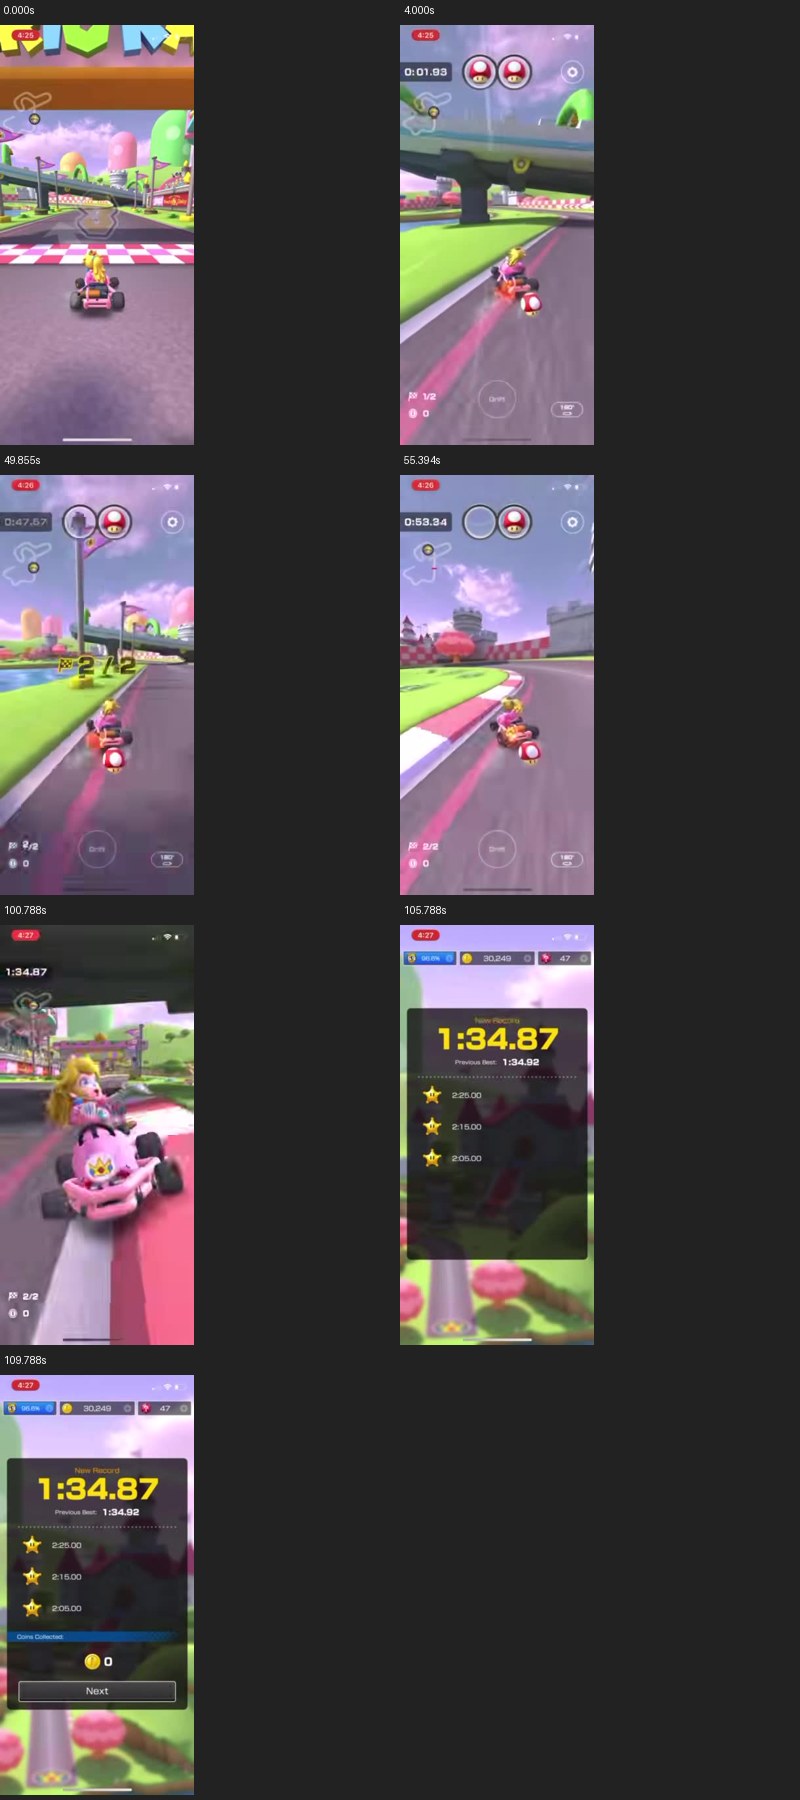 0.000s
4:25
4.000s
4:25
0:01.93
Drift
1/2
0
180°
49.855s
4:26
0:47.57
2/2
Drift
2/2
0
180°
55.394s
4:26
0:53.34
Drift
2/2
0
180°
100.788s
4:27
1:34.87
2/2
0
105.788s
4:27
30,249
47
New Record
1:34.87
Previous Best: 1:34.92
2:25.00
2:15.00
2:05.00
109.788s
4:27
30,249
47
New Record
1:34.87
Previous Best: 1:34.92
2:25.00
2:15.00
2:05.00
Coins Collected:
0
Next